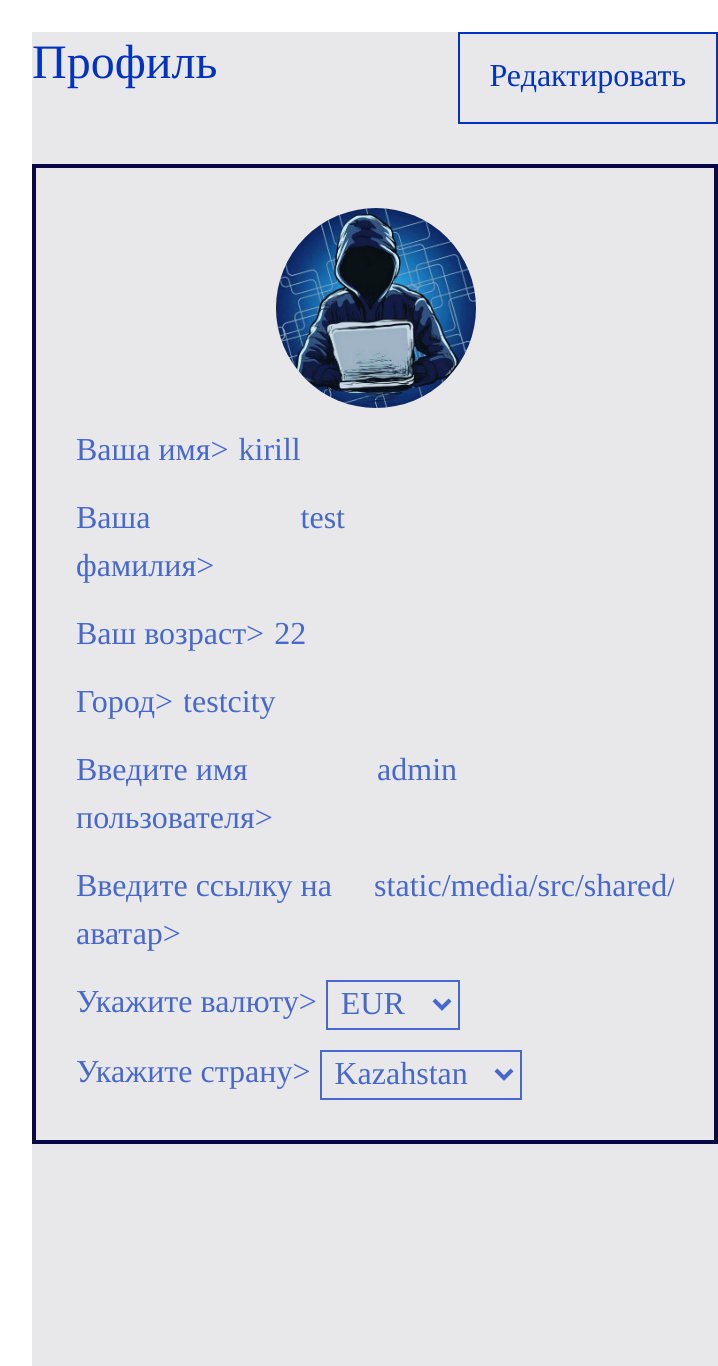 Профиль
Редактировать
Ваша имя> kirill
Ваша test
фамилия>
Ваш возраст> 22
Город> testcity
Введите имя admin
пользователя>
Введите ссылку на static/media/src/shared/
аватар>
Укажите валюту> EUR
Укажите страну> Kazahstan